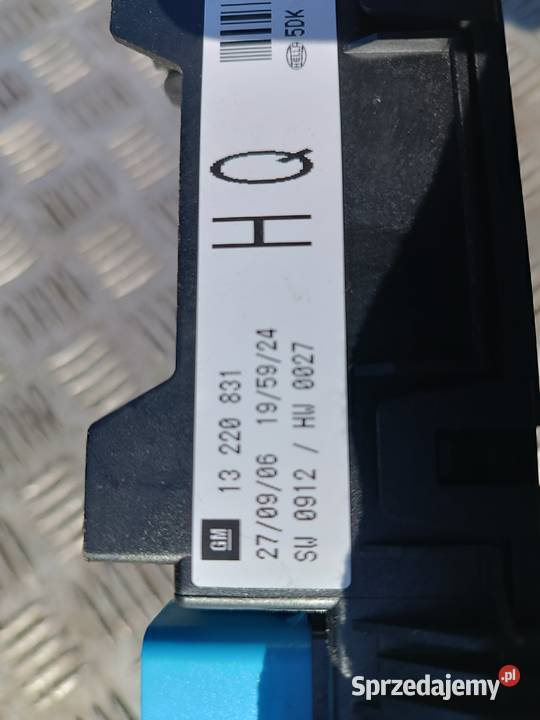 HELLA 5DK
H Q
GM 13 220 831
27/09/06 19/59/24
SW 0912 / HW 0027
Sprzedajemy.pl